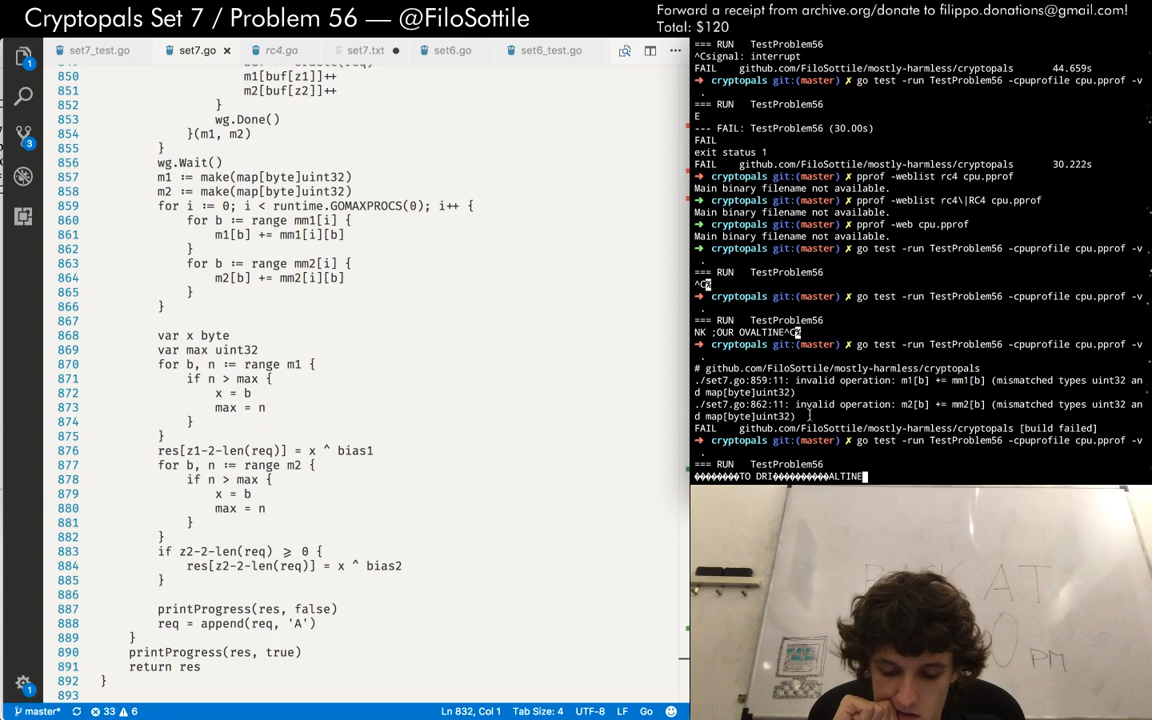 Cryptopals Set 7 / Problem 56 — @FiloSottile
Forward a receipt from archive.org/donate to filippo.donations@gmail.com!
Total: $120
set7_test.go
set7.go
rc4.go
set7.txt
set6.go
set6_test.go
850 m1[buf[z1]]++
851 m2[buf[z2]]++
852 }
853 wg.Done()
854 }(m1, m2)
855 }
856 wg.Wait()
857 m1 := make(map[byte]uint32)
858 m2 := make(map[byte]uint32)
859 for i := 0; i < runtime.GOMAXPROCS(0); i++ {
860 for b := range mm1[i] {
861 m1[b] += mm1[i][b]
862 }
863 for b := range mm2[i] {
864 m2[b] += mm2[i][b]
865 }
866 }
867
868 var x byte
869 var max uint32
870 for b, n := range m1 {
871 if n > max {
872 x = b
873 max = n
874 }
875 }
876 res[z1-2-len(req)] = x ^ bias1
877 for b, n := range m2 {
878 if n > max {
879 x = b
880 max = n
881 }
882 }
883 if z2-2-len(req) ⩾ 0 {
884 res[z2-2-len(req)] = x ^ bias2
885 }
886
887 printProgress(res, false)
888 req = append(req, 'A')
889 }
890 printProgress(res, true)
891 return res
892 }
893
=== RUN TestProblem56
^Csignal: interrupt
FAIL github.com/FiloSottile/mostly-harmless/cryptopals 44.659s
➜ cryptopals git:(master) ✗ go test -run TestProblem56 -cpuprofile cpu.pprof -v
.
=== RUN TestProblem56
E
--- FAIL: TestProblem56 (30.00s)
FAIL
exit status 1
FAIL github.com/FiloSottile/mostly-harmless/cryptopals 30.222s
➜ cryptopals git:(master) ✗ pprof -weblist rc4 cpu.pprof
Main binary filename not available.
➜ cryptopals git:(master) ✗ pprof -weblist rc4\|RC4 cpu.pprof
Main binary filename not available.
➜ cryptopals git:(master) ✗ pprof -web cpu.pprof
Main binary filename not available.
➜ cryptopals git:(master) ✗ go test -run TestProblem56 -cpuprofile cpu.pprof -v
.
=== RUN TestProblem56
^C%
➜ cryptopals git:(master) ✗ go test -run TestProblem56 -cpuprofile cpu.pprof -v
.
=== RUN TestProblem56
NK ;OUR OVALTINE^C%
➜ cryptopals git:(master) ✗ go test -run TestProblem56 -cpuprofile cpu.pprof -v
.
# github.com/FiloSottile/mostly-harmless/cryptopals
./set7.go:859:11: invalid operation: m1[b] += mm1[b] (mismatched types uint32 an
d map[byte]uint32)
./set7.go:862:11: invalid operation: m2[b] += mm2[b] (mismatched types uint32 an
d map[byte]uint32)
FAIL github.com/FiloSottile/mostly-harmless/cryptopals [build failed]
➜ cryptopals git:(master) ✗ go test -run TestProblem56 -cpuprofile cpu.pprof -v
.
=== RUN TestProblem56
��������TO DRI������������ALTINE
BACK AT
PM
1
3
1
master*
33
6
Ln 832, Col 1
Tab Size: 4
UTF-8
LF
Go